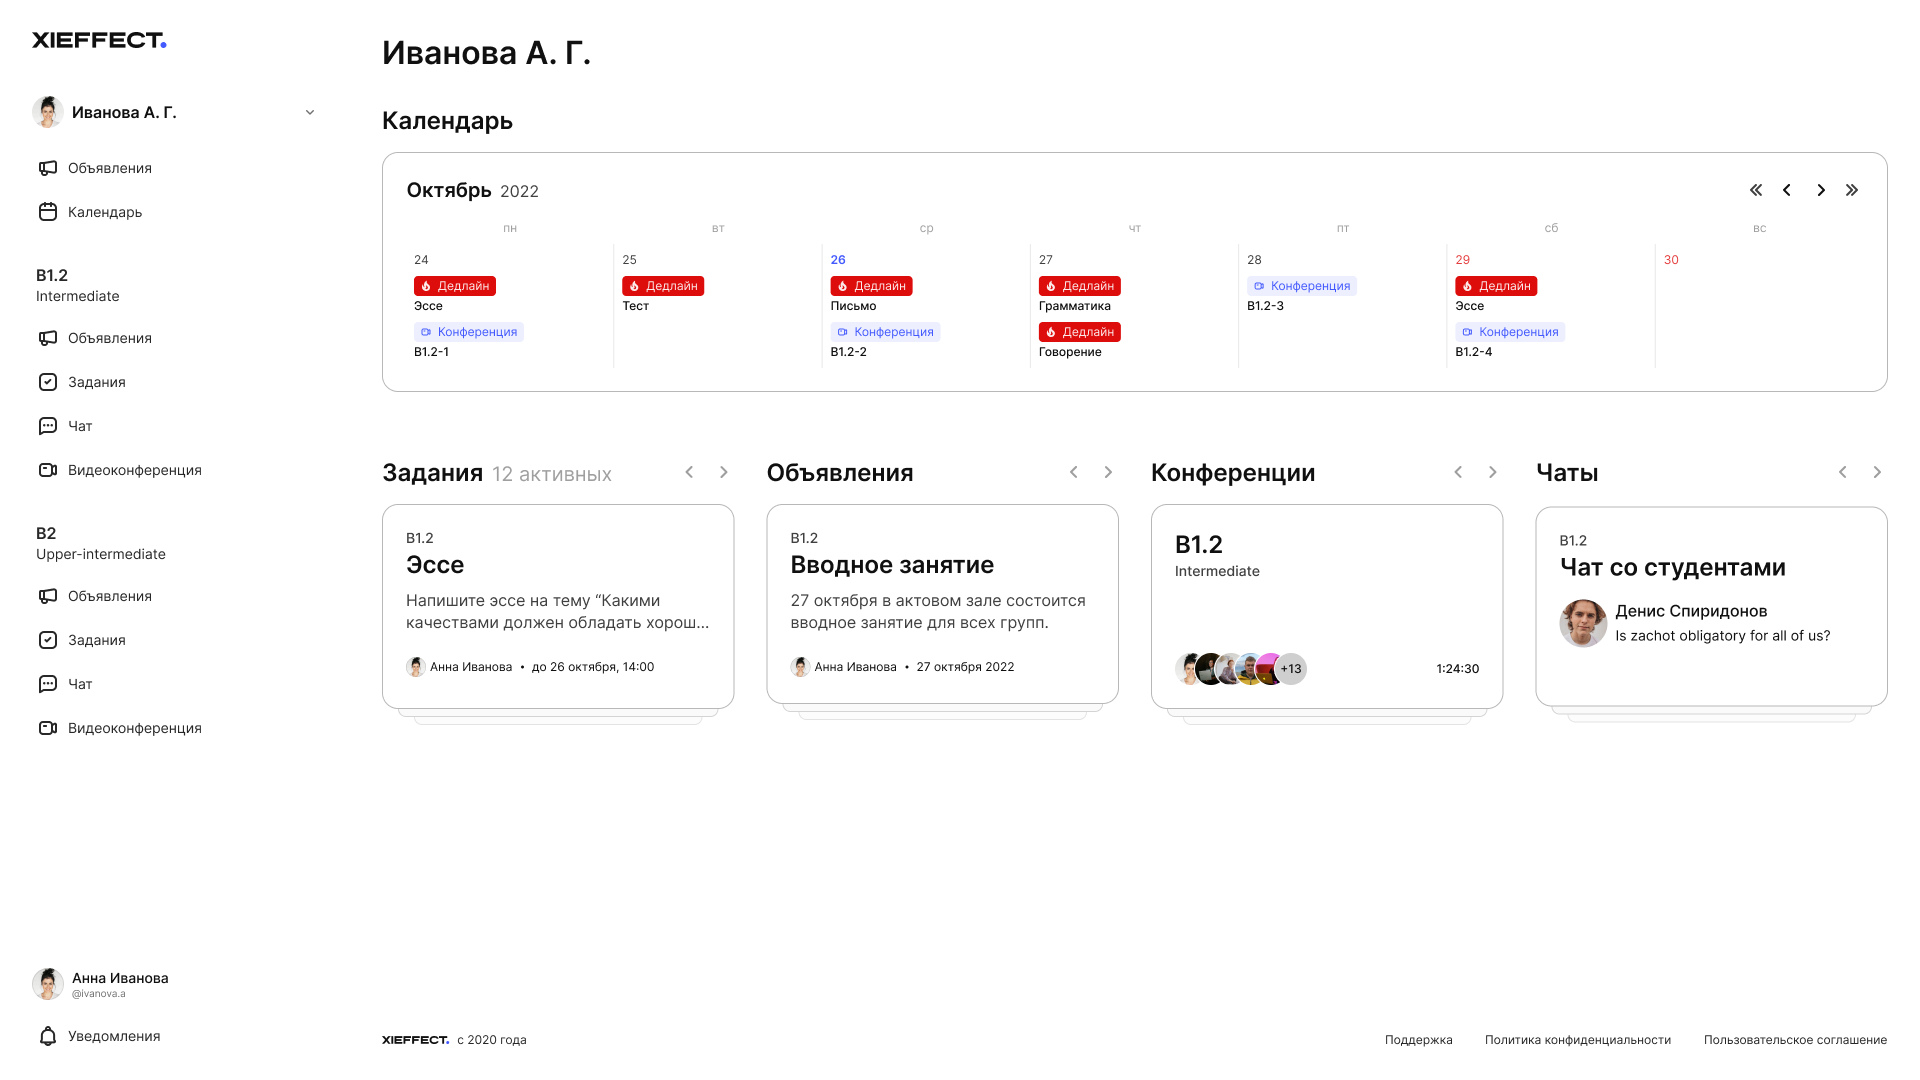 XIEFFECT.
Иванова А. Г.
Объявления
Календарь
B1.2
Intermediate
Объявления
Задания
Чат
Видеоконференция
B2
Upper-intermediate
Объявления
Задания
Чат
Видеоконференция
Анна Иванова
@ivanova.a
Уведомления
Иванова А. Г.
Календарь
Октябрь 2022
пн вт ср чт пт сб вс
24
Дедлайн
Эссе
Конференция
B1.2-1
25
Дедлайн
Тест
26
Дедлайн
Письмо
Конференция
B1.2-2
27
Дедлайн
Грамматика
Дедлайн
Говорение
28
Конференция
B1.2-3
29
Дедлайн
Эссе
Конференция
B1.2-4
30
Задания 12 активных
B1.2
Эссе
Напишите эссе на тему “Какими
качествами должен обладать хорош...
Анна Иванова • до 26 октября, 14:00
Объявления
B1.2
Вводное занятие
27 октября в актовом зале состоится
вводное занятие для всех групп.
Анна Иванова • 27 октября 2022
Конференции
B1.2
Intermediate
+13
1:24:30
Чаты
B1.2
Чат со студентами
Денис Спиридонов
Is zachot obligatory for all of us?
XIEFFECT. с 2020 года
Поддержка
Политика конфиденциальности
Пользовательское соглашение